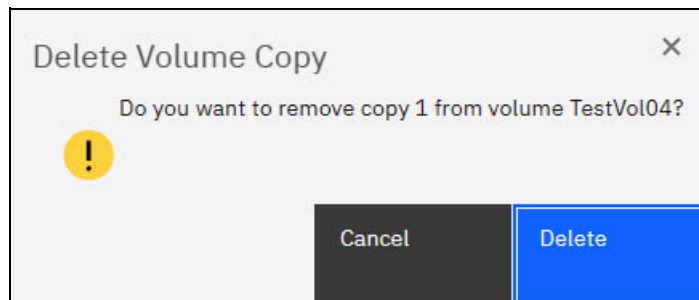 Delete Volume Copy
Do you want to remove copy 1 from volume TestVol04?
Cancel
Delete